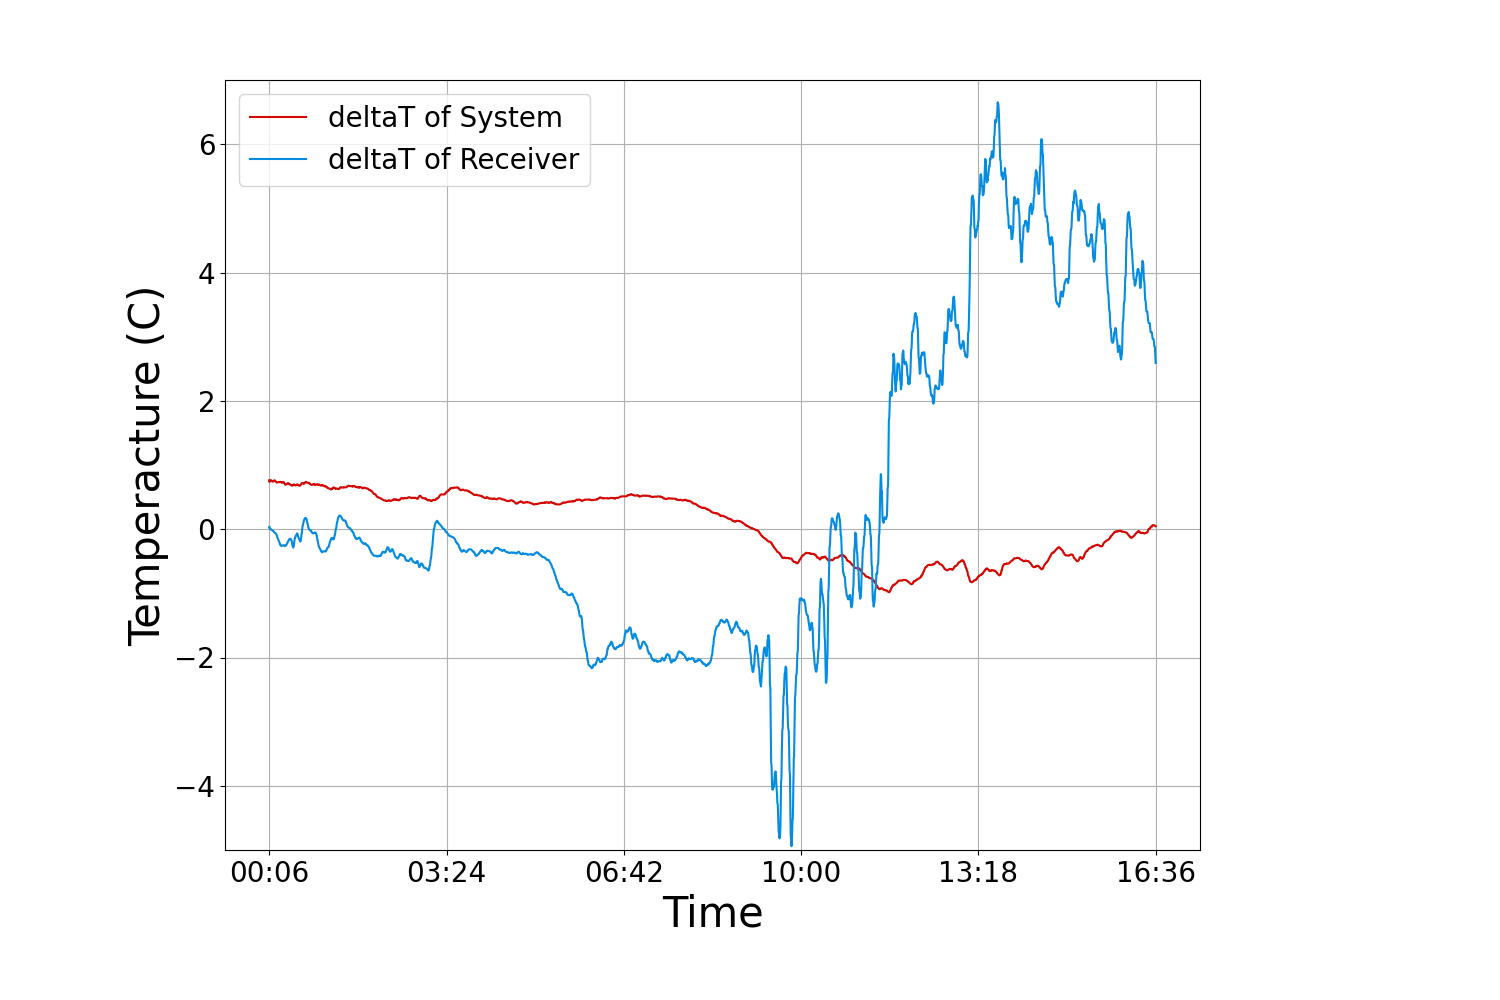 deltaT of System
deltaT of Receiver
Temperacture (C)
6
4
2
0
−2
−4
00:06 03:24 06:42 10:00 13:18 16:36
Time